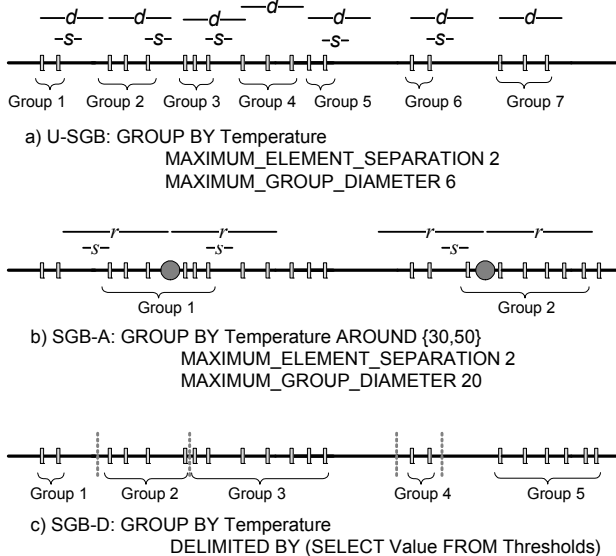 d d d d d d d
s s s s s s
Group 1 Group 2 Group 3 Group 4 Group 5 Group 6 Group 7
a) U-SGB: GROUP BY Temperature
MAXIMUM_ELEMENT_SEPARATION 2
MAXIMUM_GROUP_DIAMETER 6
r r r r
s s s
Group 1 Group 2
b) SGB-A: GROUP BY Temperature AROUND {30,50}
MAXIMUM_ELEMENT_SEPARATION 2
MAXIMUM_GROUP_DIAMETER 20
Group 1 Group 2 Group 3 Group 4 Group 5
c) SGB-D: GROUP BY Temperature
DELIMITED BY (SELECT Value FROM Thresholds)